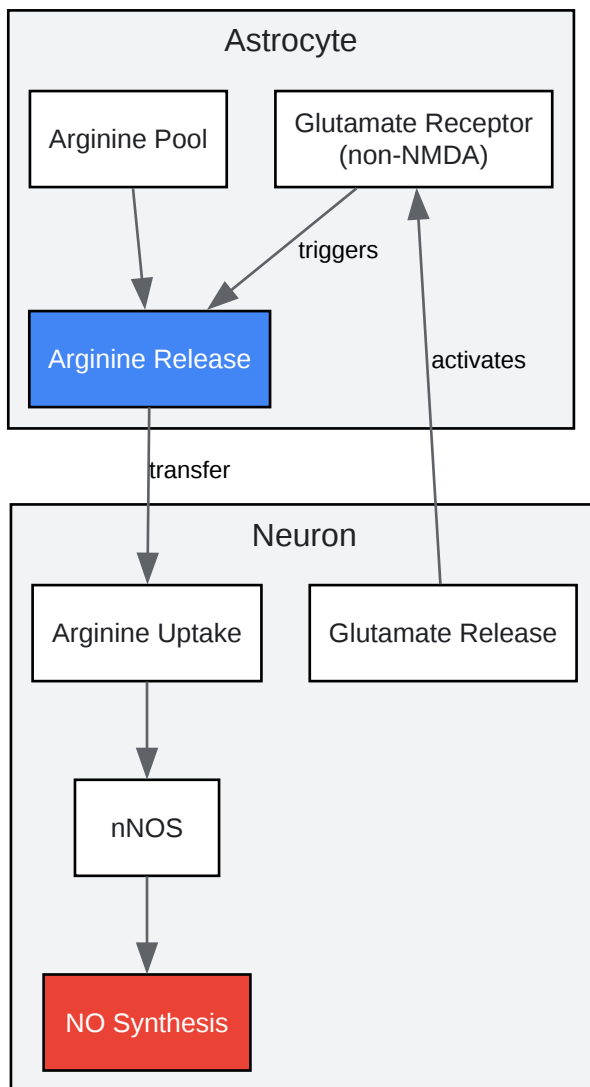 Astrocyte
Arginine Pool
Glutamate Receptor
(non-NMDA)
triggers
Arginine Release
activates
transfer
Neuron
Arginine Uptake
Glutamate Release
nNOS
NO Synthesis